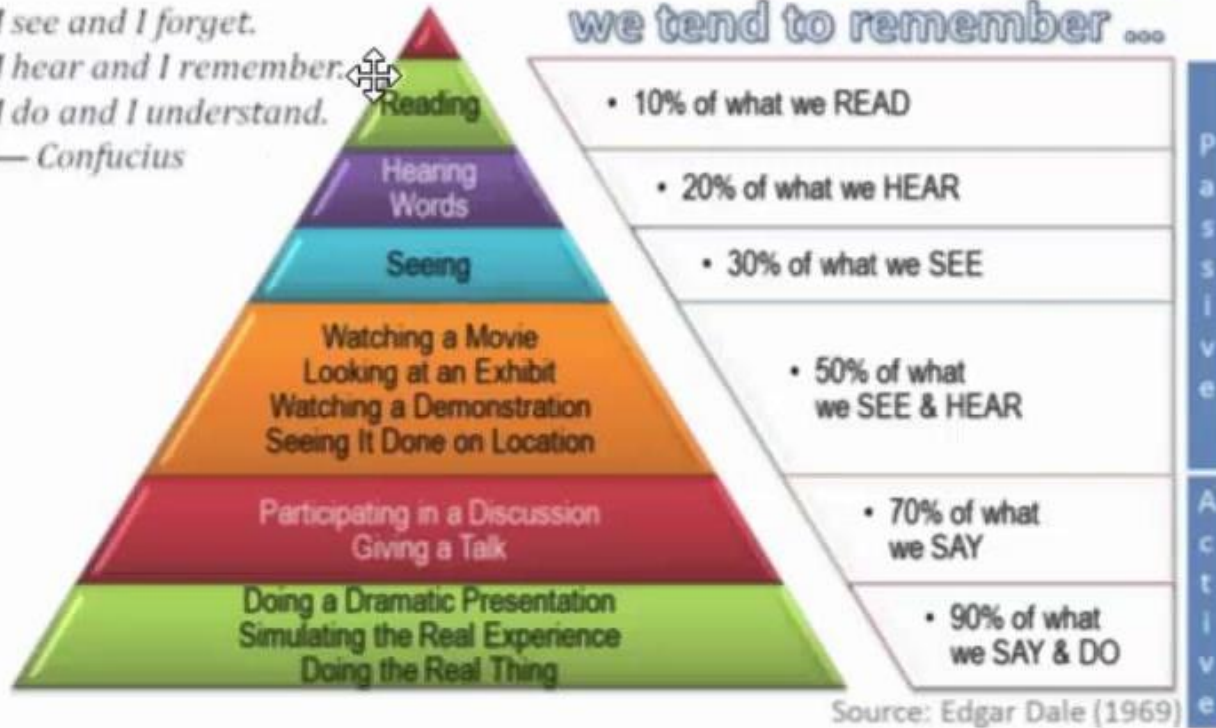 I see and I forget.
I hear and I remember.
I do and I understand.
— Confucius
we tend to remember ...
Reading
• 10% of what we READ
Hearing
Words
• 20% of what we HEAR
Seeing
• 30% of what we SEE
Watching a Movie
Looking at an Exhibit
Watching a Demonstration
Seeing It Done on Location
• 50% of what
we SEE & HEAR
Participating in a Discussion
Giving a Talk
• 70% of what
we SAY
Doing a Dramatic Presentation
Simulating the Real Experience
Doing the Real Thing
• 90% of what
we SAY & DO
Passive
Active
Source: Edgar Dale (1969)